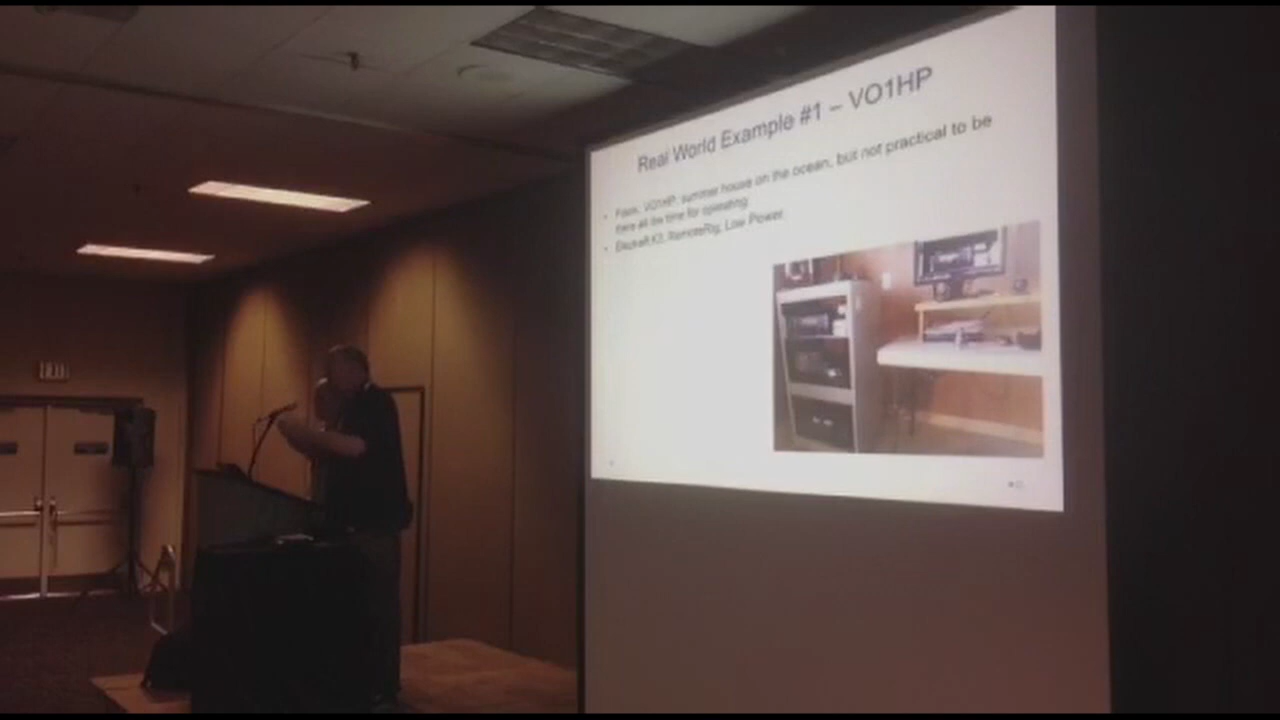 Real World Example #1 – VO1HP
VO1HP: summer house on the ocean, but not practical to be
there all the time for operating
Elecraft K3, RemoteRig, Low Power
EXIT